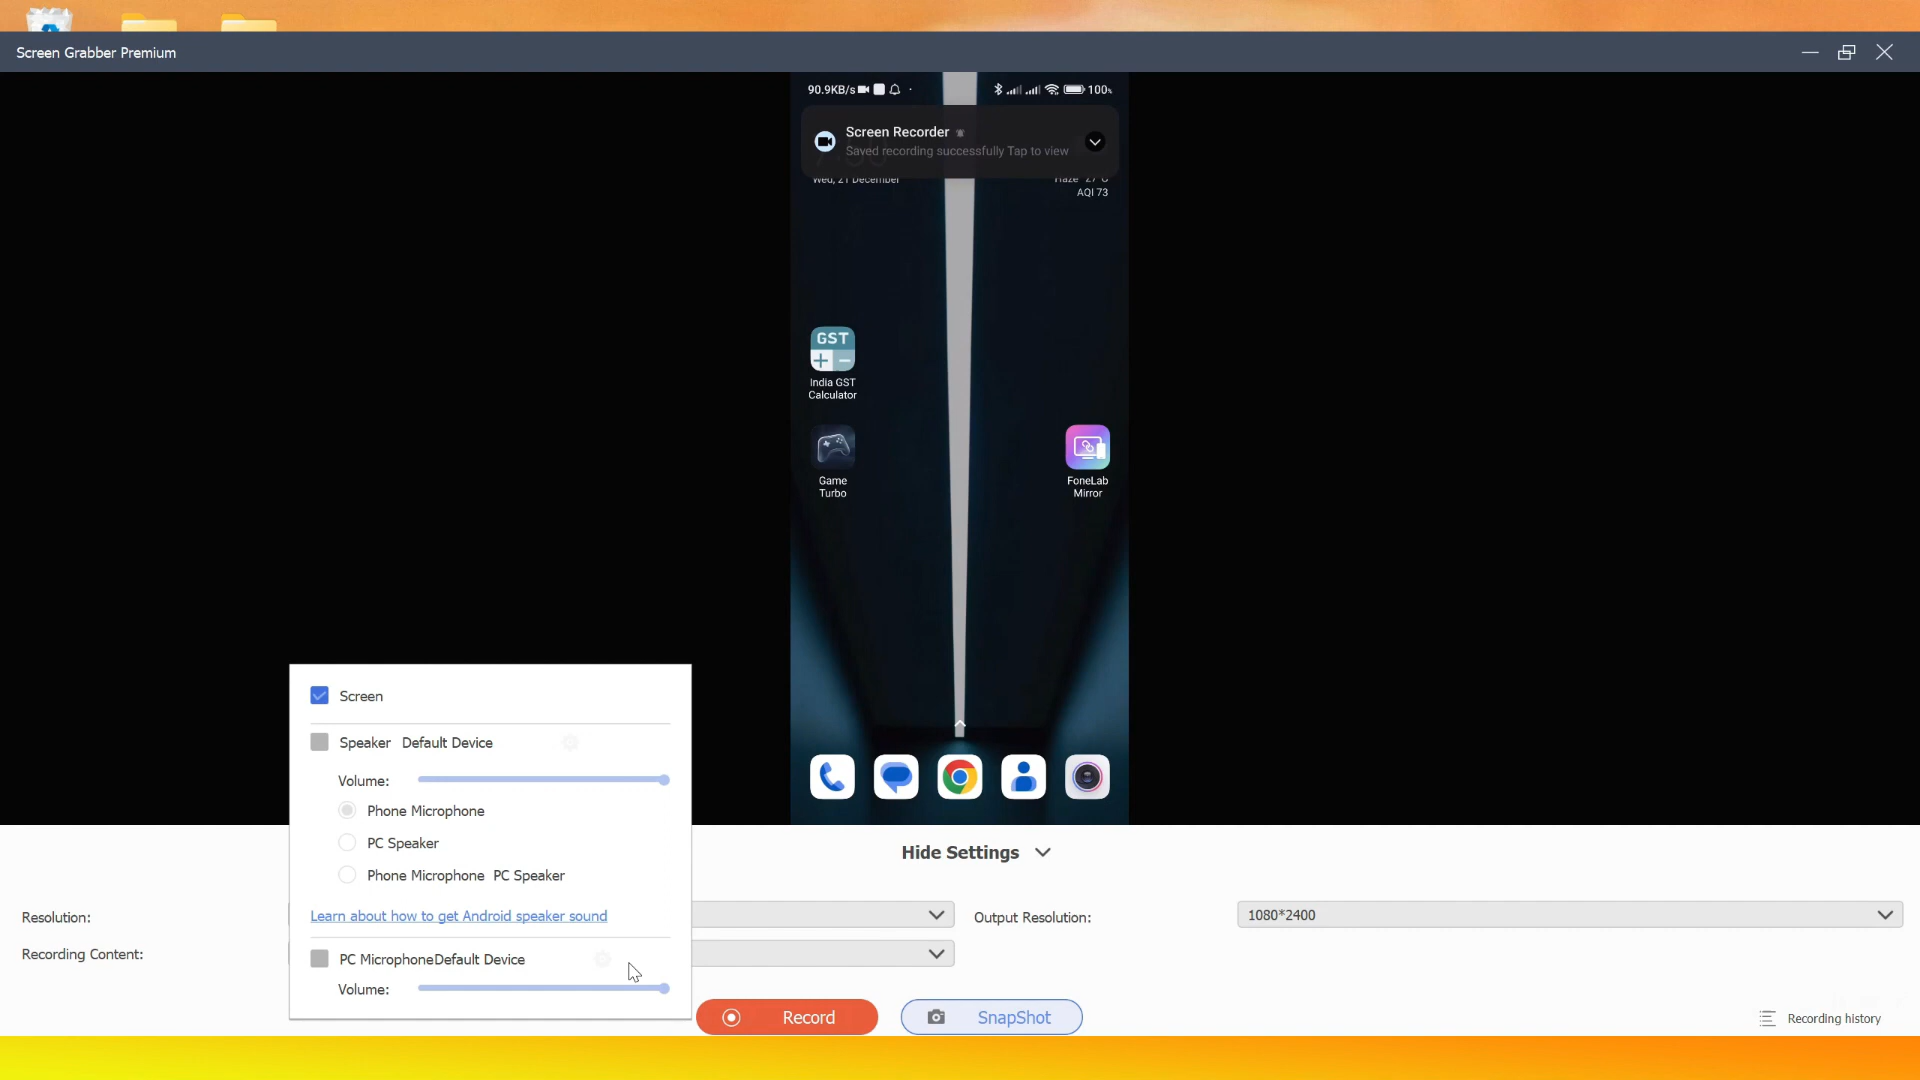 Screen Grabber Premium
90.9KB/s
100%
Screen Recorder
Saved recording successfully Tap to view
Wed, 21 December
AQI 73
GST
India GST
Calculator
Game
Turbo
FoneLab
Mirror
Screen
Speaker Default Device
Volume:
Phone Microphone
PC Speaker
Phone Microphone PC Speaker
Learn about how to get Android speaker sound
PC MicrophoneDefault Device
Volume:
Hide Settings
Resolution:
Output Resolution:
1080*2400
Recording Content:
Record
SnapShot
Recording history